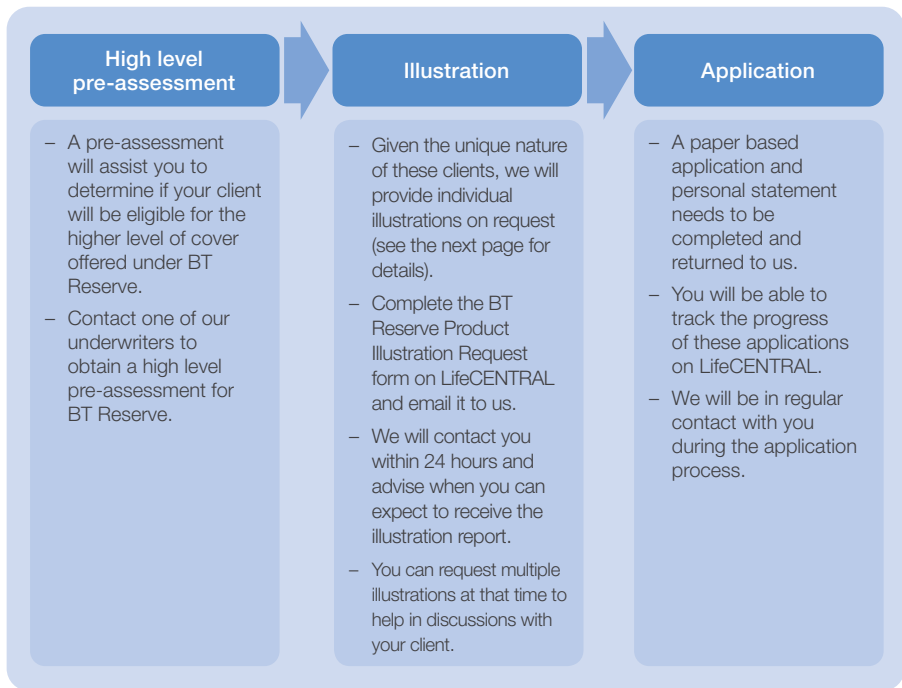 High level
pre-assessment
– A pre-assessment
will assist you to
determine if your client
will be eligible for the
higher level of cover
offered under BT
Reserve.
– Contact one of our
underwriters to
obtain a high level
pre-assessment for
BT Reserve.
Illustration
– Given the unique nature
of these clients, we will
provide individual
illustrations on request
(see the next page for
details).
– Complete the BT
Reserve Product
Illustration Request
form on LifeCENTRAL
and email it to us.
– We will contact you
within 24 hours and
advise when you can
expect to receive the
illustration report.
– You can request multiple
illustrations at that time to
help in discussions with
your client.
Application
– A paper based
application and
personal statement
needs to be
completed and
returned to us.
– You will be able to
track the progress
of these applications
on LifeCENTRAL.
– We will be in regular
contact with you
during the application
process.